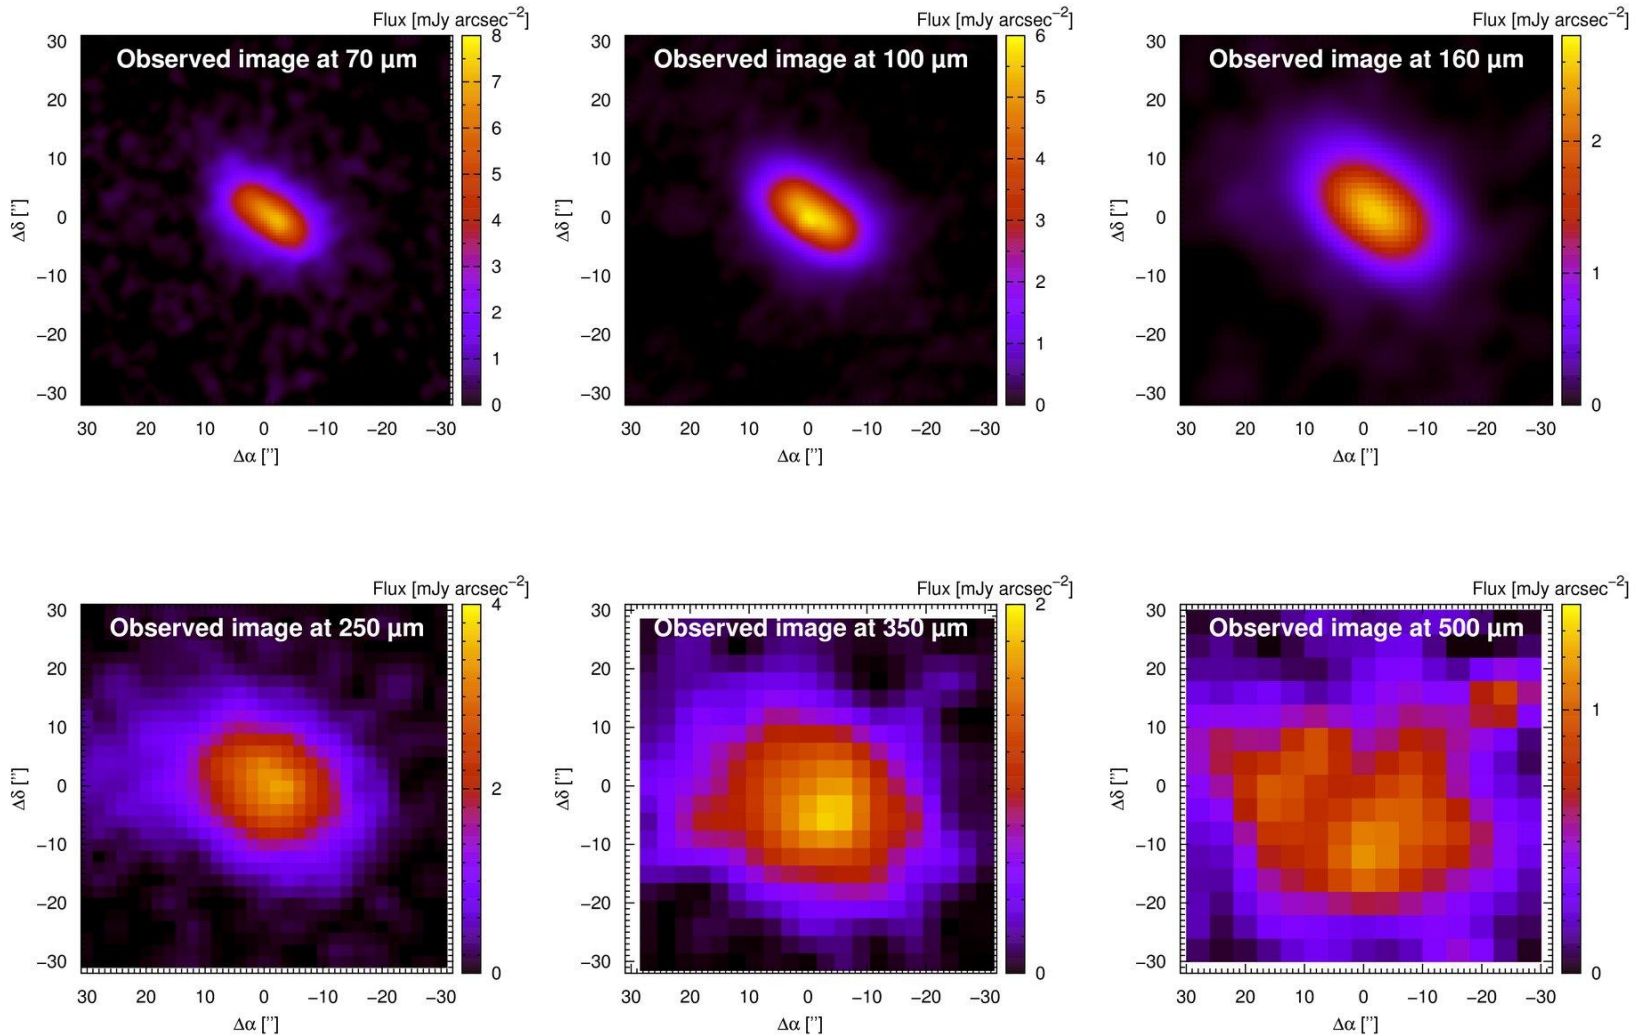 Flux [mJy arcsec⁻²]
Observed image at 70 µm
30
20
10
0
−10
−20
−30
30 20 10 0 −10 −20 −30
Δα [”]
Δδ [”]
8
7
6
5
4
3
2
1
0
Flux [mJy arcsec⁻²]
Observed image at 100 µm
30
20
10
0
−10
−20
−30
30 20 10 0 −10 −20 −30
Δα [”]
Δδ [”]
6
5
4
3
2
1
0
Flux [mJy arcsec⁻²]
Observed image at 160 µm
30
20
10
0
−10
−20
−30
30 20 10 0 −10 −20 −30
Δα [”]
Δδ [”]
2
1
0
Flux [mJy arcsec⁻²]
Observed image at 250 µm
30
20
10
0
−10
−20
−30
30 20 10 0 −10 −20 −30
Δα [”]
Δδ [”]
4
2
0
Flux [mJy arcsec⁻²]
Observed image at 350 µm
30
20
10
0
−10
−20
−30
30 20 10 0 −10 −20 −30
Δα [”]
Δδ [”]
2
0
Flux [mJy arcsec⁻²]
Observed image at 500 µm
30
20
10
0
−10
−20
−30
30 20 10 0 −10 −20 −30
Δα [”]
Δδ [”]
1
0